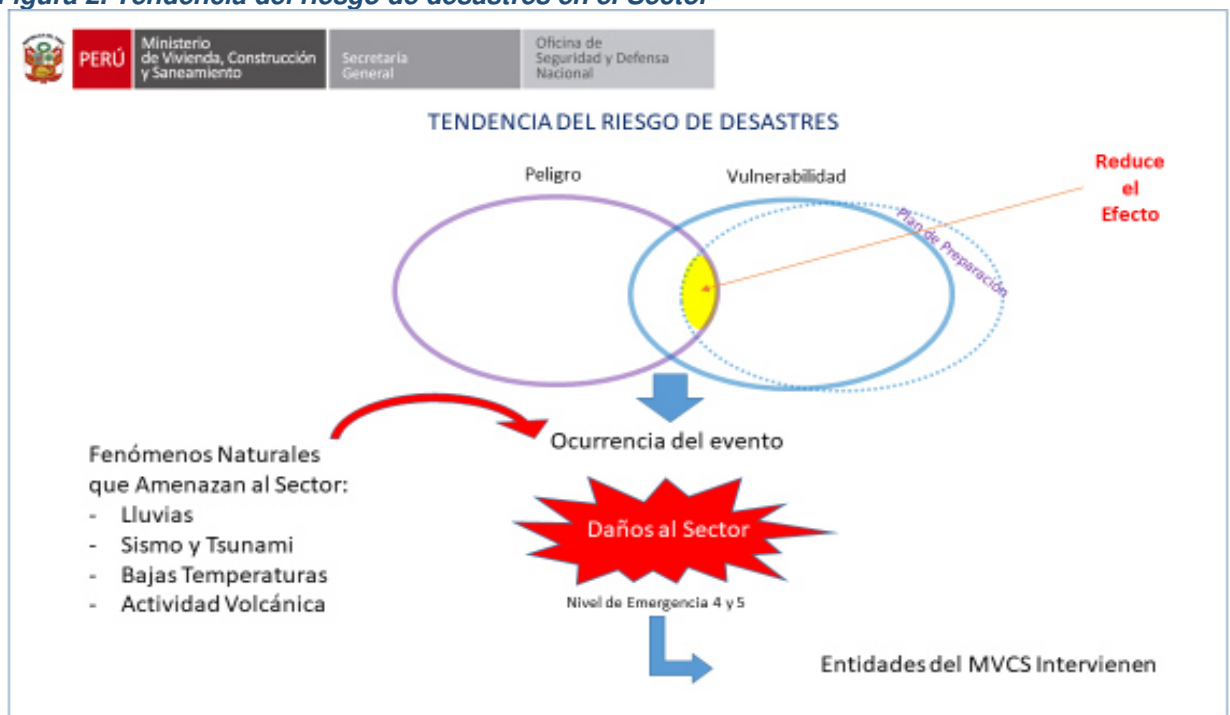 Figura 2. Tendencia del riesgo de desastres en el Sector
PERÚ
Ministerio
de Vivienda, Construcción
y Saneamiento
Secretaría
General
Oficina de
Seguridad y Defensa
Nacional
TENDENCIA DEL RIESGO DE DESASTRES
Peligro
Vulnerabilidad
Reduce
el
Efecto
Plan de Preparación
Ocurrencia del evento
Fenómenos Naturales
que Amenazan al Sector:
- Lluvias
- Sismo y Tsunami
- Bajas Temperaturas
- Actividad Volcánica
Daños al Sector
Nivel de Emergencia 4 y 5
Entidades del MVCS Intervienen